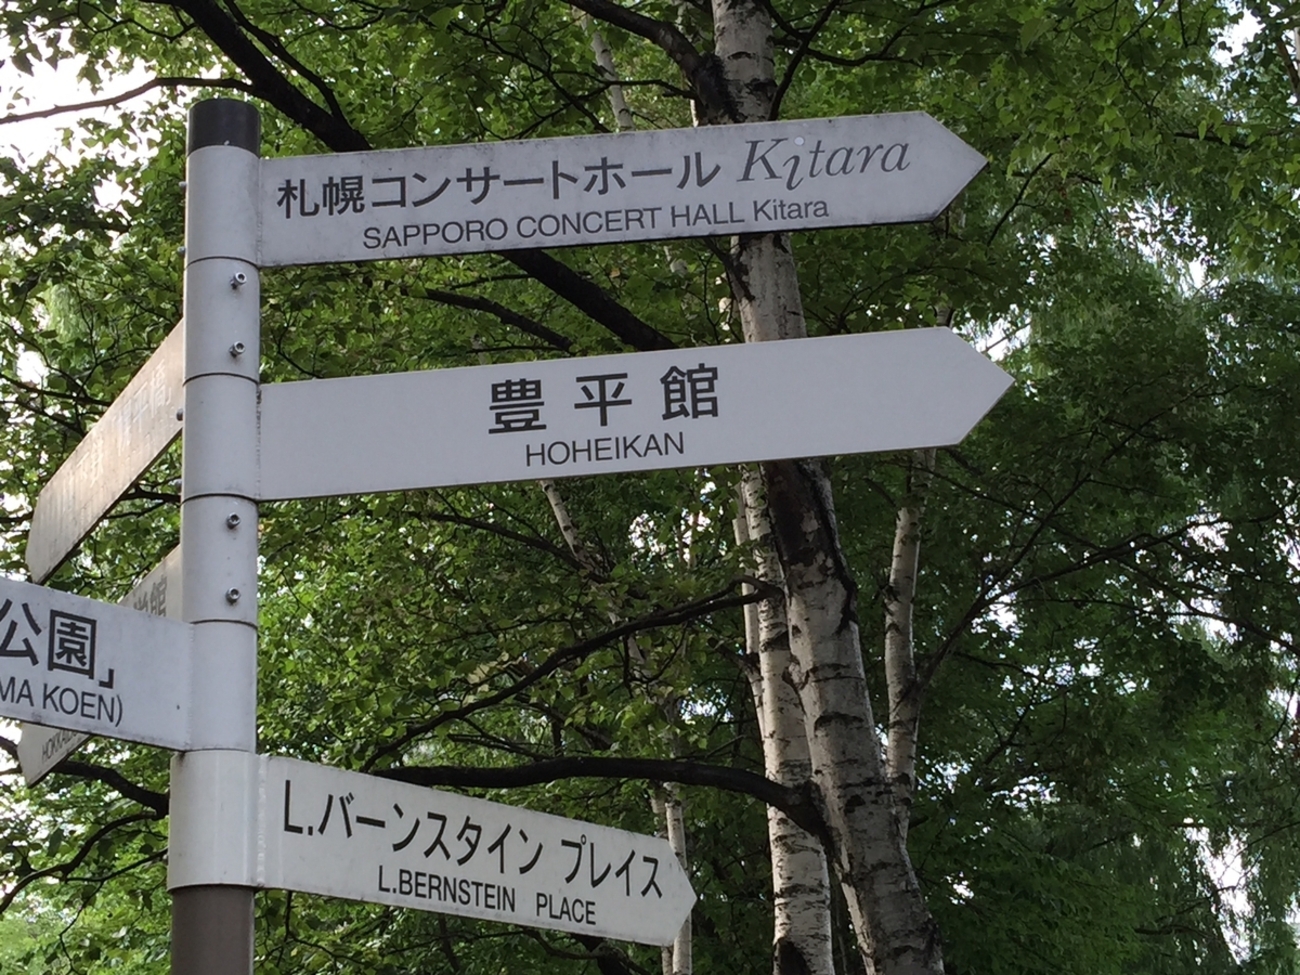 札幌コンサートホール Kitara
SAPPORO CONCERT HALL Kitara
豊平館
HOHEIKAN
公園」
MA KOEN)
L.バーンスタイン プレイス
L.BERNSTEIN PLACE